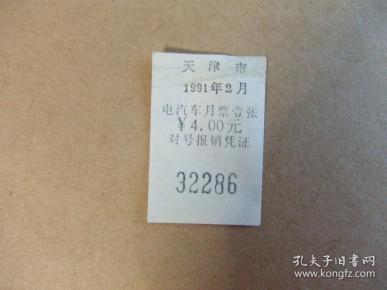 天津市
1991年2月
电汽车月票壹张
￥4.00元
对号报销凭证
32286
孔夫子旧书网
www.kongfz.com